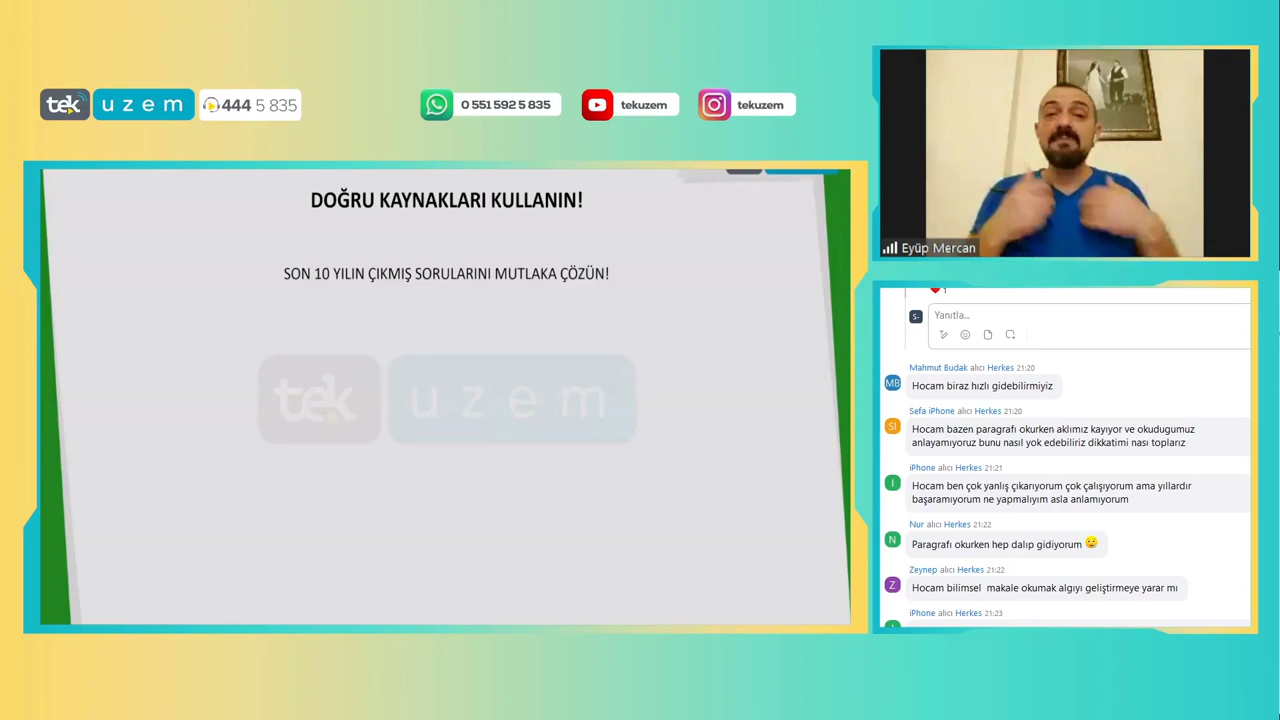 tek
uzem
444 5 835
0 551 592 5 835
tekuzem
tekuzem
DOĞRU KAYNAKLARI KULLANIN!
SON 10 YILIN ÇIKMIŞ SORULARINI MUTLAKA ÇÖZÜN!
tek
uzem
Eyüp Mercan
1
S-
Yanıtla...
Mahmut Budak alıcı Herkes 21:20
MB
Hocam biraz hızlı gidebilirmiyiz
Sefa iPhone alıcı Herkes 21:20
SI
Hocam bazen paragrafı okurken aklımız kayıyor ve okudugumuz
anlayamıyoruz bunu nasıl yok edebiliriz dikkatimi nası toplarız
iPhone alıcı Herkes 21:21
I
Hocam ben çok yanlış çıkarıyorum çok çalışıyorum ama yıllardır
başaramıyorum ne yapmalıyım asla anlamıyorum
Nur alıcı Herkes 21:22
N
Paragrafı okurken hep dalıp gidiyorum
Zeynep alıcı Herkes 21:22
Z
Hocam bilimsel  makale okumak algıyı geliştirmeye yarar mı
iPhone alıcı Herkes 21:23